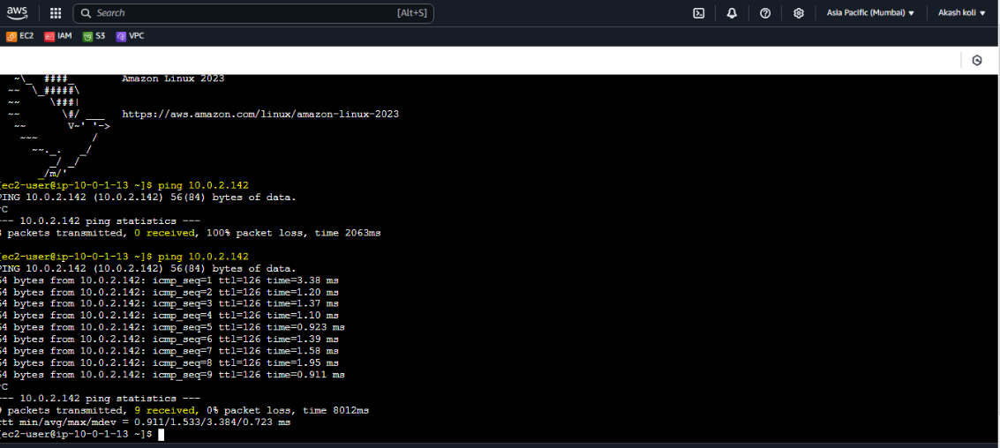 aws
Search [Alt+S]
Asia Pacific (Mumbai) ▼ Akash koli ▼
EC2 IAM S3 VPC
~\_ ####_ Amazon Linux 2023
~~ \_#####\
~~ \###|
~~ \#/ ___ https://aws.amazon.com/linux/amazon-linux-2023
~~ V~' '->
~~~ /
~~._. _/
_/ _/
_/m/'
[ec2-user@ip-10-0-1-13 ~]$ ping 10.0.2.142
PING 10.0.2.142 (10.0.2.142) 56(84) bytes of data.
^C
--- 10.0.2.142 ping statistics ---
3 packets transmitted, 0 received, 100% packet loss, time 2063ms
[ec2-user@ip-10-0-1-13 ~]$ ping 10.0.2.142
PING 10.0.2.142 (10.0.2.142) 56(84) bytes of data.
64 bytes from 10.0.2.142: icmp_seq=1 ttl=126 time=3.38 ms
64 bytes from 10.0.2.142: icmp_seq=2 ttl=126 time=1.20 ms
64 bytes from 10.0.2.142: icmp_seq=3 ttl=126 time=1.37 ms
64 bytes from 10.0.2.142: icmp_seq=4 ttl=126 time=1.10 ms
64 bytes from 10.0.2.142: icmp_seq=5 ttl=126 time=0.923 ms
64 bytes from 10.0.2.142: icmp_seq=6 ttl=126 time=1.39 ms
64 bytes from 10.0.2.142: icmp_seq=7 ttl=126 time=1.58 ms
64 bytes from 10.0.2.142: icmp_seq=8 ttl=126 time=1.95 ms
64 bytes from 10.0.2.142: icmp_seq=9 ttl=126 time=0.911 ms
^C
--- 10.0.2.142 ping statistics ---
9 packets transmitted, 9 received, 0% packet loss, time 8012ms
rtt min/avg/max/mdev = 0.911/1.533/3.384/0.723 ms
[ec2-user@ip-10-0-1-13 ~]$